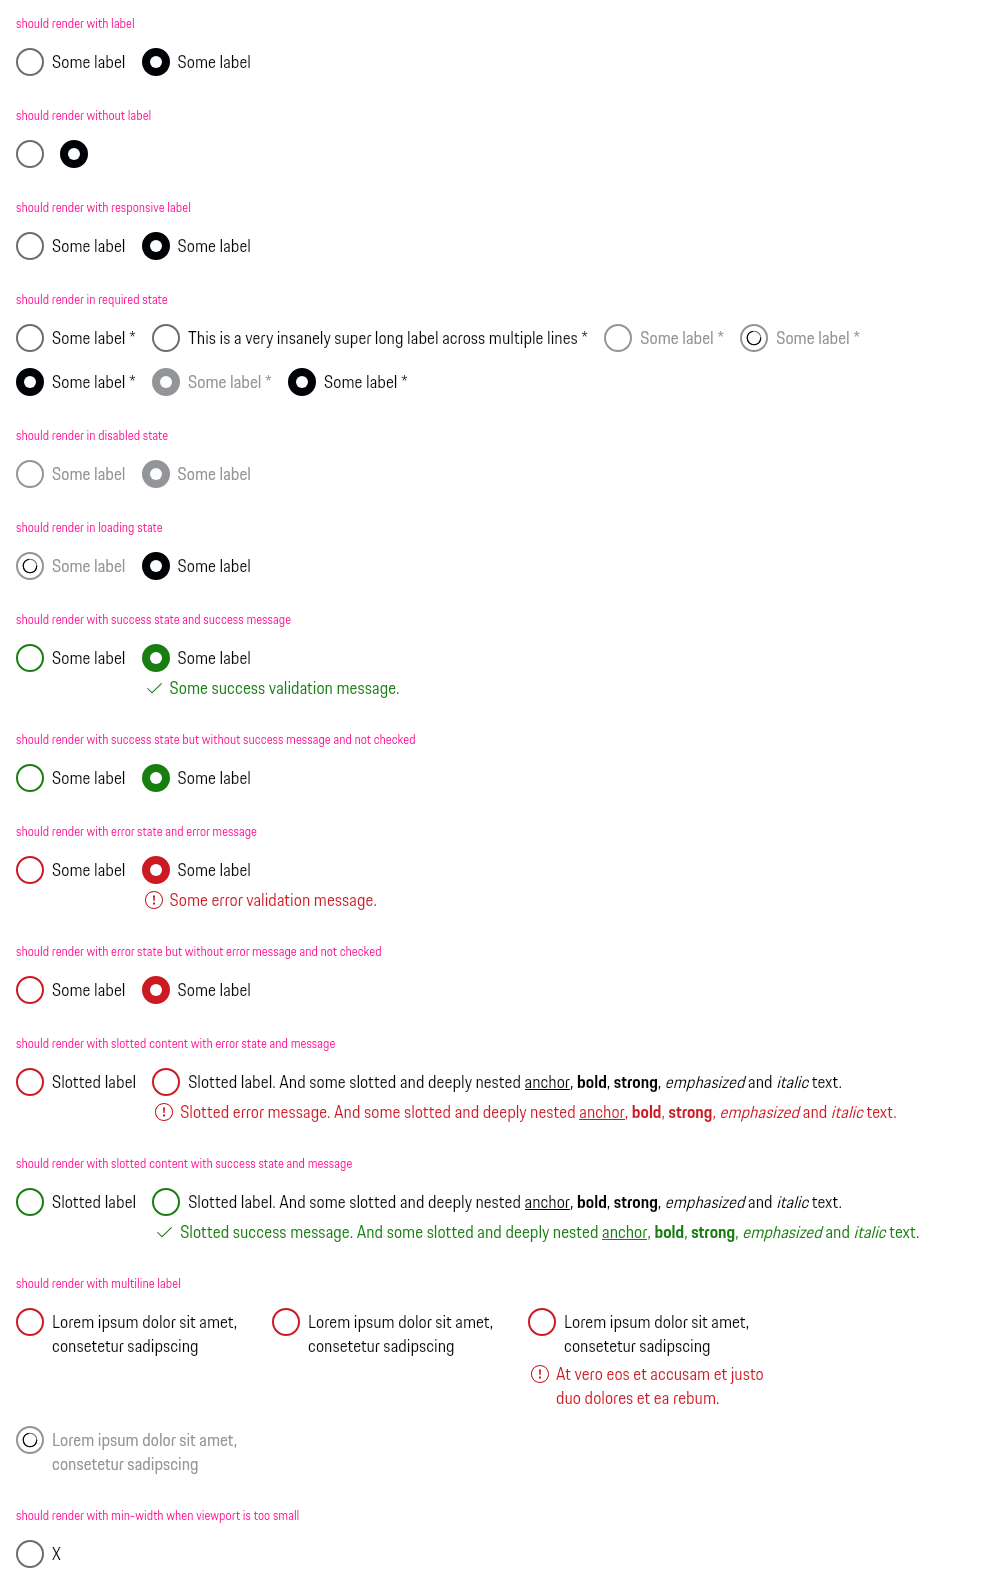 should render with label
Some label Some label
should render without label
should render with responsive label
Some label Some label
should render in required state
Some label * This is a very insanely super long label across multiple lines * Some label * Some label *
Some label * Some label * Some label *
should render in disabled state
Some label Some label
should render in loading state
Some label Some label
should render with success state and success message
Some label Some label
Some success validation message.
should render with success state but without success message and not checked
Some label Some label
should render with error state and error message
Some label Some label
Some error validation message.
should render with error state but without error message and not checked
Some label Some label
should render with slotted content with error state and message
Slotted label Slotted label. And some slotted and deeply nested anchor, bold, strong, emphasized and italic text.
Slotted error message. And some slotted and deeply nested anchor, bold, strong, emphasized and italic text.
should render with slotted content with success state and message
Slotted label Slotted label. And some slotted and deeply nested anchor, bold, strong, emphasized and italic text.
Slotted success message. And some slotted and deeply nested anchor, bold, strong, emphasized and italic text.
should render with multiline label
Lorem ipsum dolor sit amet, Lorem ipsum dolor sit amet, Lorem ipsum dolor sit amet,
consetetur sadipscing consetetur sadipscing consetetur sadipscing
At vero eos et accusam et justo
duo dolores et ea rebum.
Lorem ipsum dolor sit amet,
consetetur sadipscing
should render with min-width when viewport is too small
X